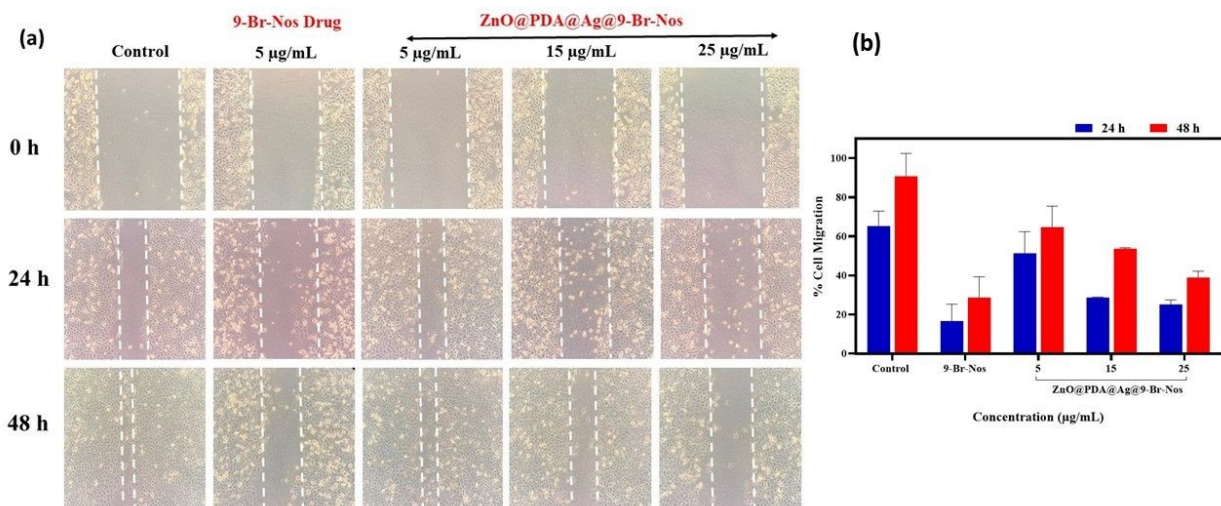 (a)
9-Br-Nos Drug
ZnO@PDA@Ag@9-Br-Nos
Control
5 µg/mL
5 µg/mL
15 µg/mL
25 µg/mL
0 h
24 h
48 h
(b)
24 h
48 h
% Cell Migration
100
80
60
40
20
0
Control
9-Br-Nos
5
15
25
ZnO@PDA@Ag@9-Br-Nos
Concentration (µg/mL)